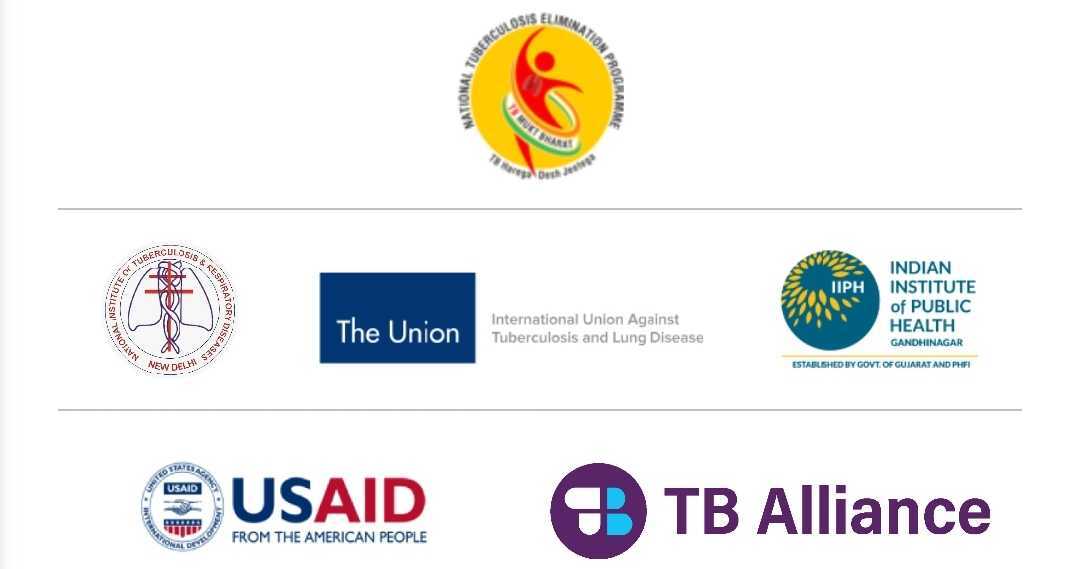 NATIONAL TUBERCULOSIS ELIMINATION PROGRAMME
TB MUKT BHARAT
TB Harega Desh Jeetega
NATIONAL INSTITUTE OF TUBERCULOSIS & RESPIRATORY DISEASES
NEW DELHI
The Union
International Union Against
Tuberculosis and Lung Disease
IIPH
INDIAN
INSTITUTE
of PUBLIC
HEALTH
GANDHINAGAR
ESTABLISHED BY GOVT. OF GUJARAT AND PHFI
UNITED STATES AGENCY
INTERNATIONAL DEVELOPMENT
USAID
USAID
FROM THE AMERICAN PEOPLE
TB Alliance